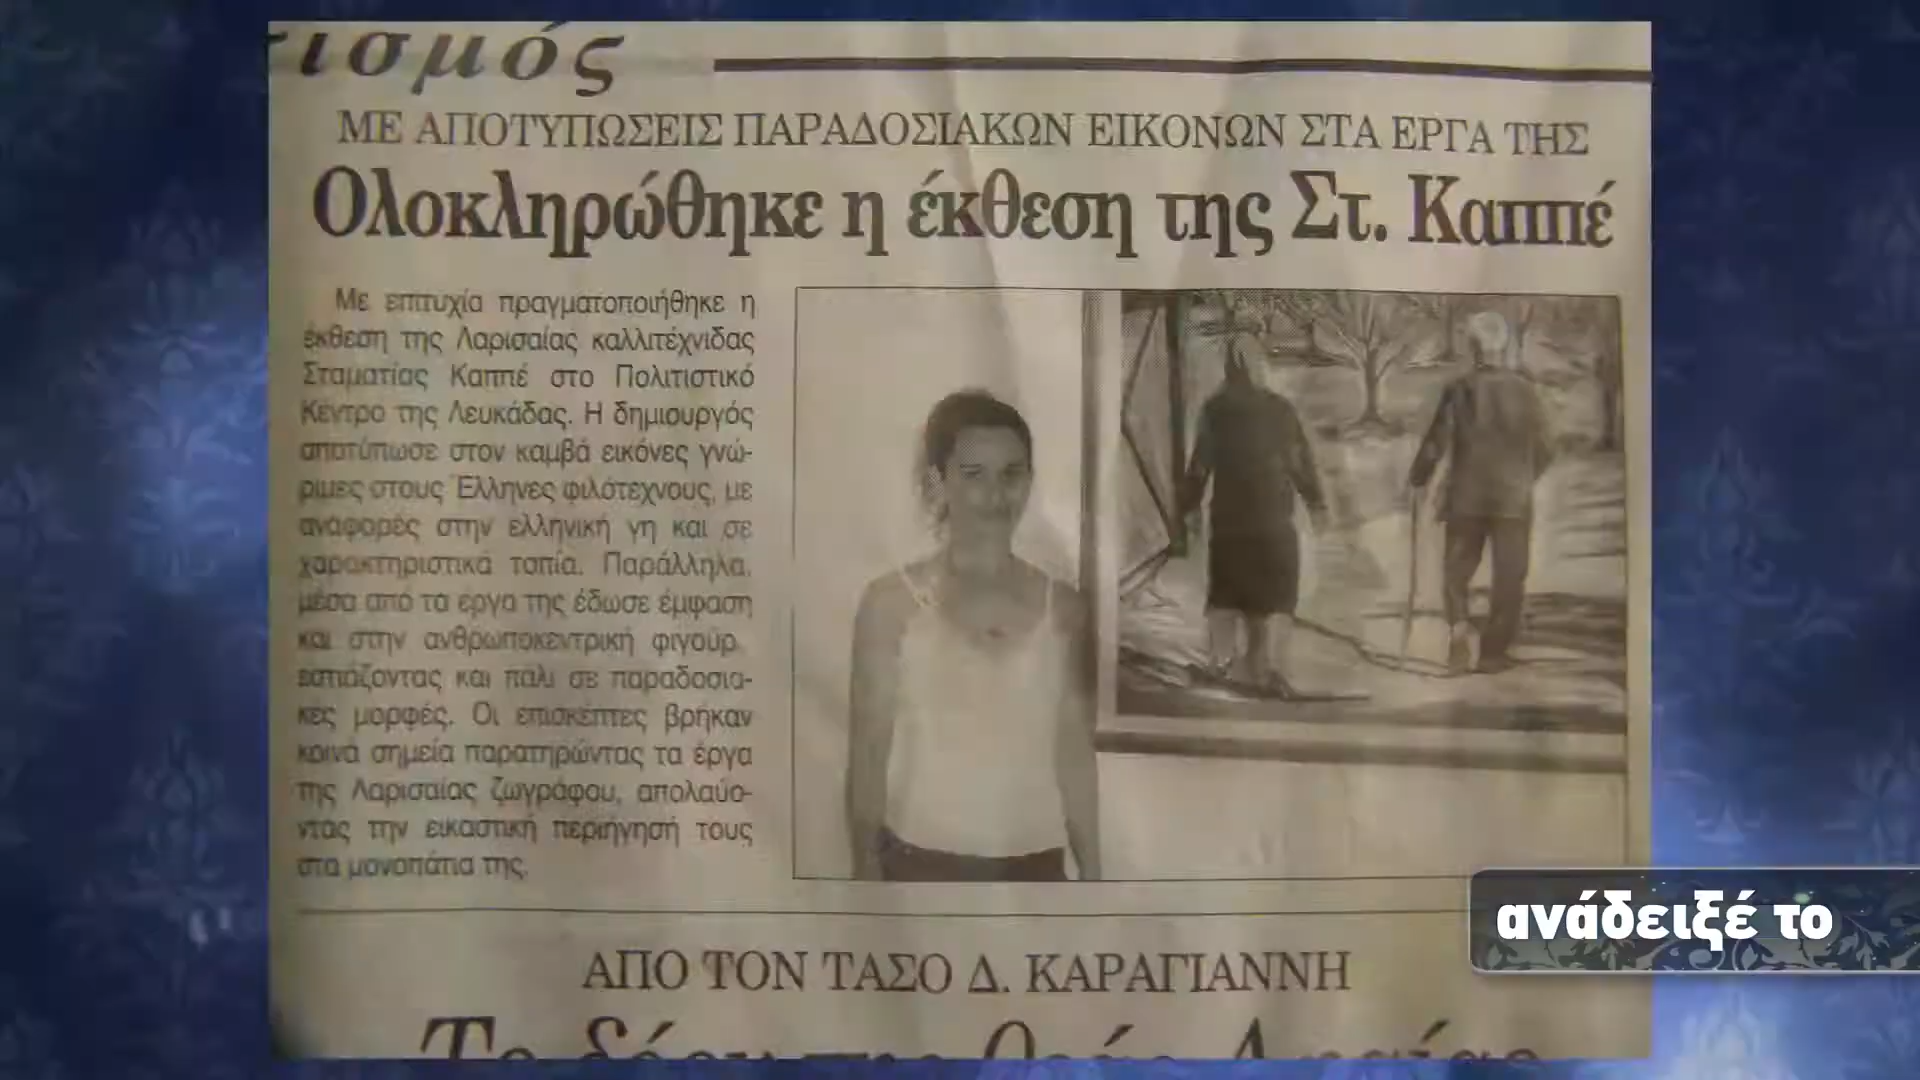 τισμός
ΜΕ ΑΠΟΤΥΠΩΣΕΙΣ ΠΑΡΑΔΟΣΙΑΚΩΝ ΕΙΚΟΝΩΝ ΣΤΑ ΕΡΓΑ ΤΗΣ
Ολοκληρώθηκε η έκθεση της Στ. Καππέ
Με επιτυχία πραγματοποιήθηκε η
έκθεση της Λαρισαίας καλλιτέχνιδας
Σταματίας Καππέ στο Πολιτιστικό
Κέντρο της Λευκάδας. Η δημιουργός
αποτύπωσε στον καμβά εικόνες γνώ-
ριμες στους Έλληνες φιλότεχνους, με
αναφορές στην ελληνική γη και σε
χαρακτηριστικά τοπία. Παράλληλα,
μέσα από τα έργα της έδωσε έμφαση
και στην ανθρωποκεντρική φιγούρ
εστιάζοντας και πάλι σε παραδοσια-
κές μορφές. Οι επισκέπτες βρήκαν
κοινά σημεία παρατηρώντας τα έργα
της Λαρισαίας ζωγράφου, απολαύο-
ντας την εικαστική περιήγησή τους
στα μονοπάτια της.
ανάδειξέ το
ΑΠΟ ΤΟΝ ΤΑΣΟ Δ. ΚΑΡΑΓΙΑΝΝΗ